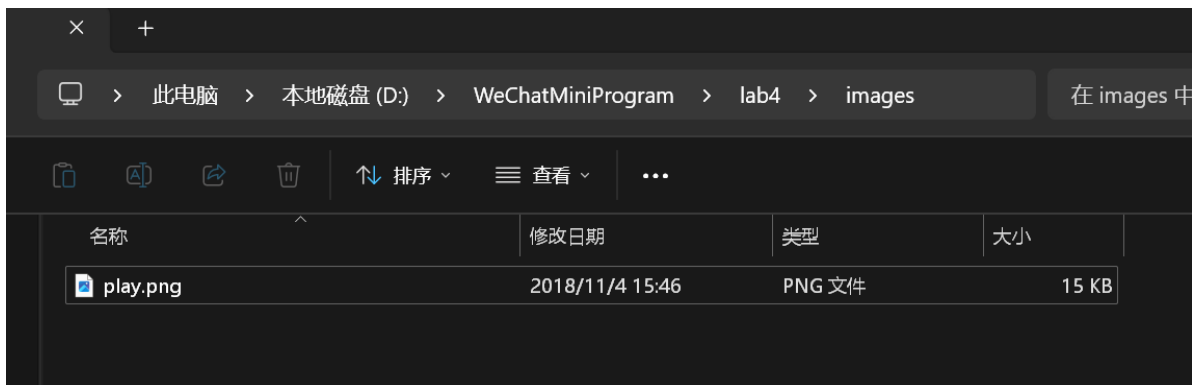 此电脑 > 本地磁盘 (D:) > WeChatMiniProgram > lab4 > images
在 images 中
排序 查看
名称 修改日期 类型 大小
play.png 2018/11/4 15:46 PNG 文件 15 KB